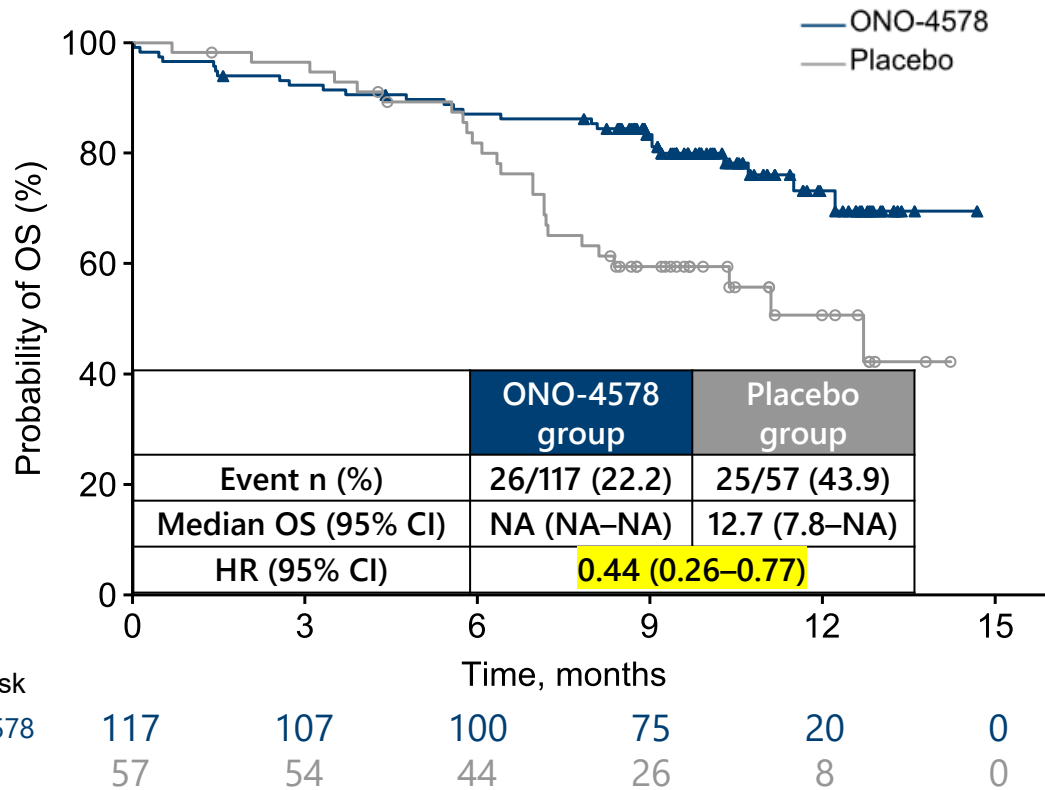 ONO-4578
Placebo
Probability of OS (%)
100
80
60
40
20
0
ONO-4578 group
Placebo group
Event n (%) 26/117 (22.2) 25/57 (43.9)
Median OS (95% CI) NA (NA–NA) 12.7 (7.8–NA)
HR (95% CI) 0.44 (0.26–0.77)
0 3 6 9 12 15
Time, months
sk
578 117 107 100 75 20 0
57 54 44 26 8 0